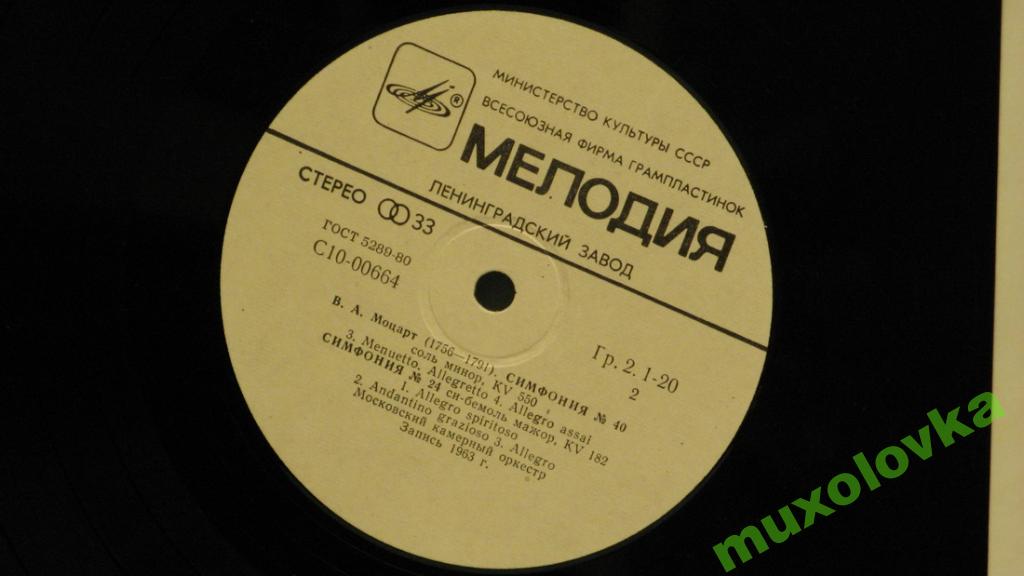 ®
МИНИСТЕРСТВО КУЛЬТУРЫ СССР
ВСЕСОЮЗНАЯ ФИРМА ГРАМПЛАСТИНОК
МЕЛОДИЯ
ЛЕНИНГРАДСКИЙ ЗАВОД
СТЕРЕО 33
ГОСТ 5289-80
С10-00664
Гр. 2. 1-20
2
В. А. Моцарт (1756—1791). СИМФОНИЯ № 40
соль минор, KV 550
3. Menuetto. Allegretto 4. Allegro assai
СИМФОНИЯ № 24 си-бемоль мажор, KV 182
1. Allegro spiritoso
2. Andantino grazioso 3. Allegro
Московский камерный оркестр
Запись 1963 г.
muxolovka